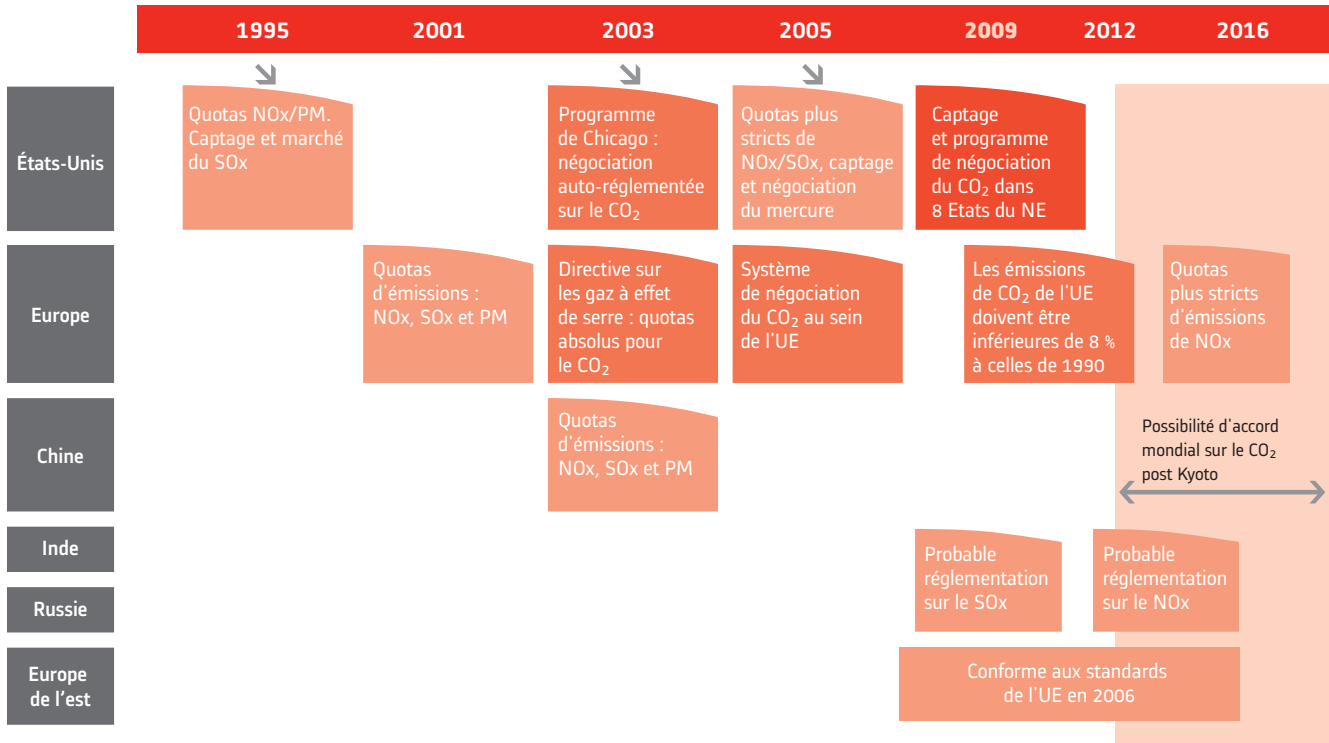 1995 2001 2003 2005 2009 2012 2016
États-Unis
Quotas NOx/PM.
Captage et marché
du SOx
Programme
de Chicago :
négociation
auto-réglementée
sur le CO₂
Quotas plus
stricts de
NOx/SOx, captage
et négociation
du mercure
Captage
et programme
de négociation
du CO₂ dans
8 Etats du NE
Europe
Quotas
d'émissions :
NOx, SOx et PM
Directive sur
les gaz à effet
de serre : quotas
absolus pour
le CO₂
Système
de négociation
du CO₂ au sein
de l'UE
Les émissions
de CO₂ de l'UE
doivent être
inférieures de 8 %
à celles de 1990
Quotas
plus stricts
d'émissions
de NOx
Chine
Quotas
d'émissions :
NOx, SOx et PM
Possibilité d'accord
mondial sur le CO₂
post Kyoto
Inde
Russie
Probable
réglementation
sur le SOx
Probable
réglementation
sur le NOx
Europe
de l'est
Conforme aux standards
de l'UE en 2006